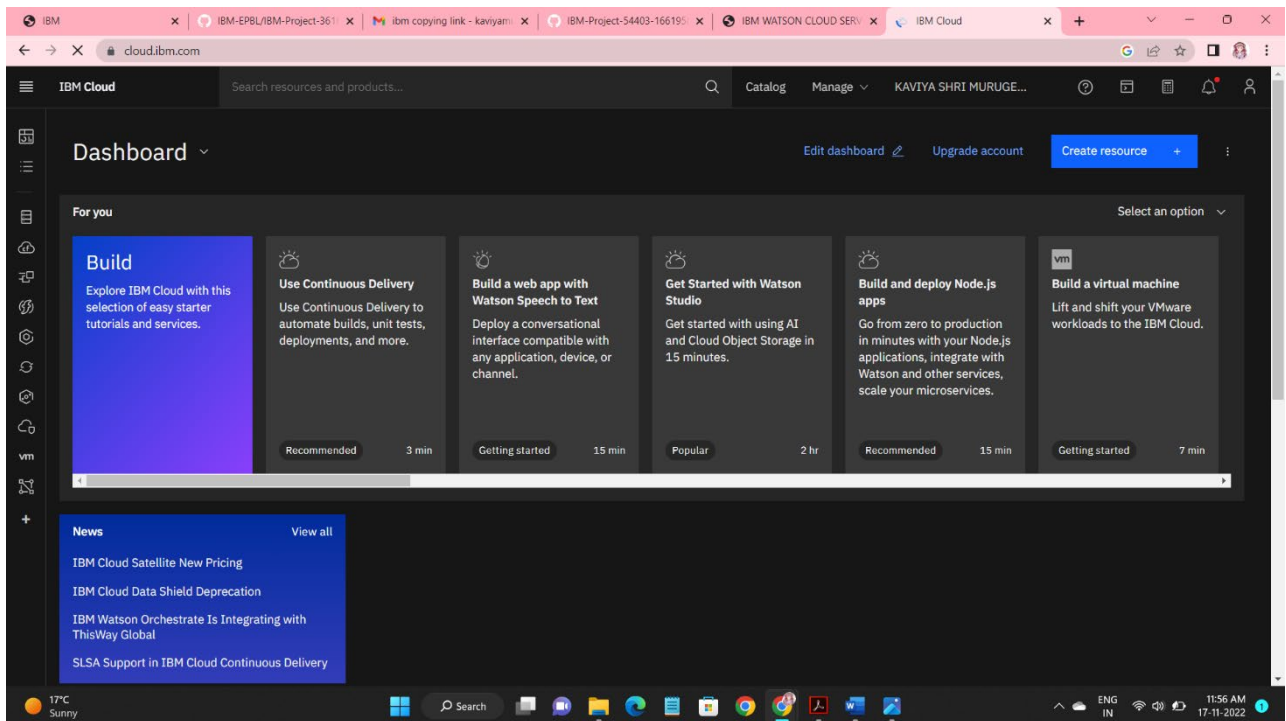 IBM
IBM-EPBL/IBM-Project-361
ibm copying link - kaviyam
IBM-Project-54403-166195
IBM WATSON CLOUD SERV
IBM Cloud
cloud.ibm.com
IBM Cloud
Search resources and products...
Catalog
Manage
KAVIYA SHRI MURUGE...
Dashboard
Edit dashboard
Upgrade account
Create resource +
For you
Select an option
Build
Explore IBM Cloud with this
selection of easy starter
tutorials and services.
Use Continuous Delivery
Use Continuous Delivery to
automate builds, unit tests,
deployments, and more.
Recommended
3 min
Build a web app with
Watson Speech to Text
Deploy a conversational
interface compatible with
any application, device, or
channel.
Getting started
15 min
Get Started with Watson
Studio
Get started with using AI
and Cloud Object Storage in
15 minutes.
Popular
2 hr
Build and deploy Node.js
apps
Go from zero to production
in minutes with your Node.js
applications, integrate with
Watson and other services,
scale your microservices.
Recommended
15 min
vm
Build a virtual machine
Lift and shift your VMware
workloads to the IBM Cloud.
Getting started
7 min
vm
News
View all
IBM Cloud Satellite New Pricing
IBM Cloud Data Shield Deprecation
IBM Watson Orchestrate Is Integrating with
ThisWay Global
SLSA Support in IBM Cloud Continuous Delivery
17°C
Sunny
Search
ENG
IN
11:56 AM
17-11-2022
1